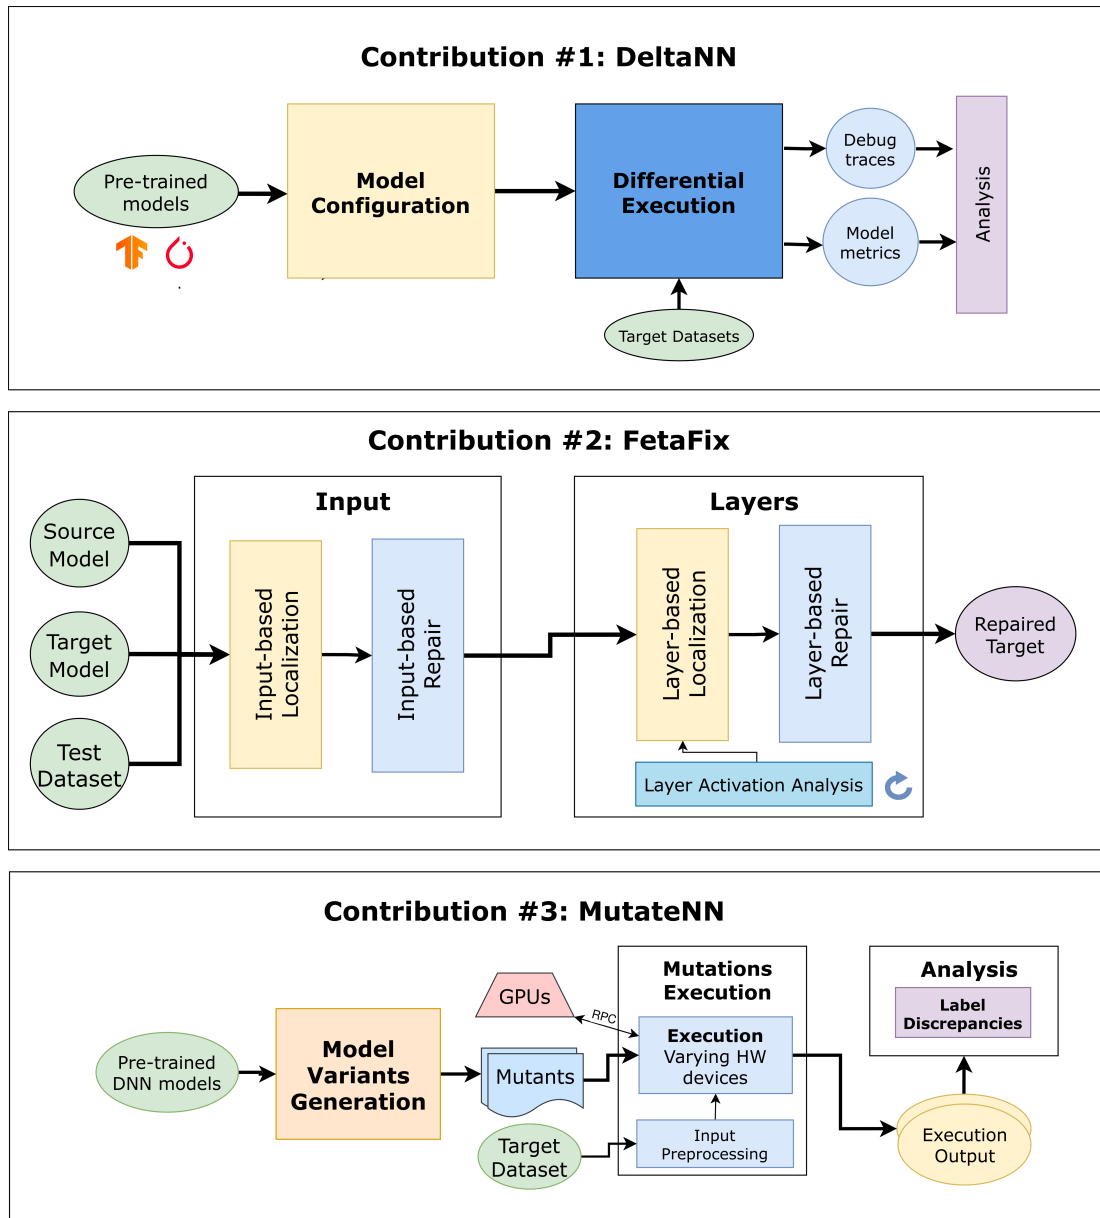 Contribution #1: DeltaNN
Pre-trained
models
Model
Configuration
Differential
Execution
Target Datasets
Debug
traces
Model
metrics
Analysis
Contribution #2: FetaFix
Source
Model
Target
Model
Test
Dataset
Input
Input-based
Localization
Input-based
Repair
Layers
Layer-based
Localization
Layer-based
Repair
Layer Activation Analysis
Repaired
Target
Contribution #3: MutateNN
Pre-trained
DNN models
Model
Variants
Generation
GPUs
RPC
Mutants
Target
Dataset
Mutations
Execution
Execution
Varying HW
devices
Input
Preprocessing
Analysis
Label
Discrepancies
Execution
Output